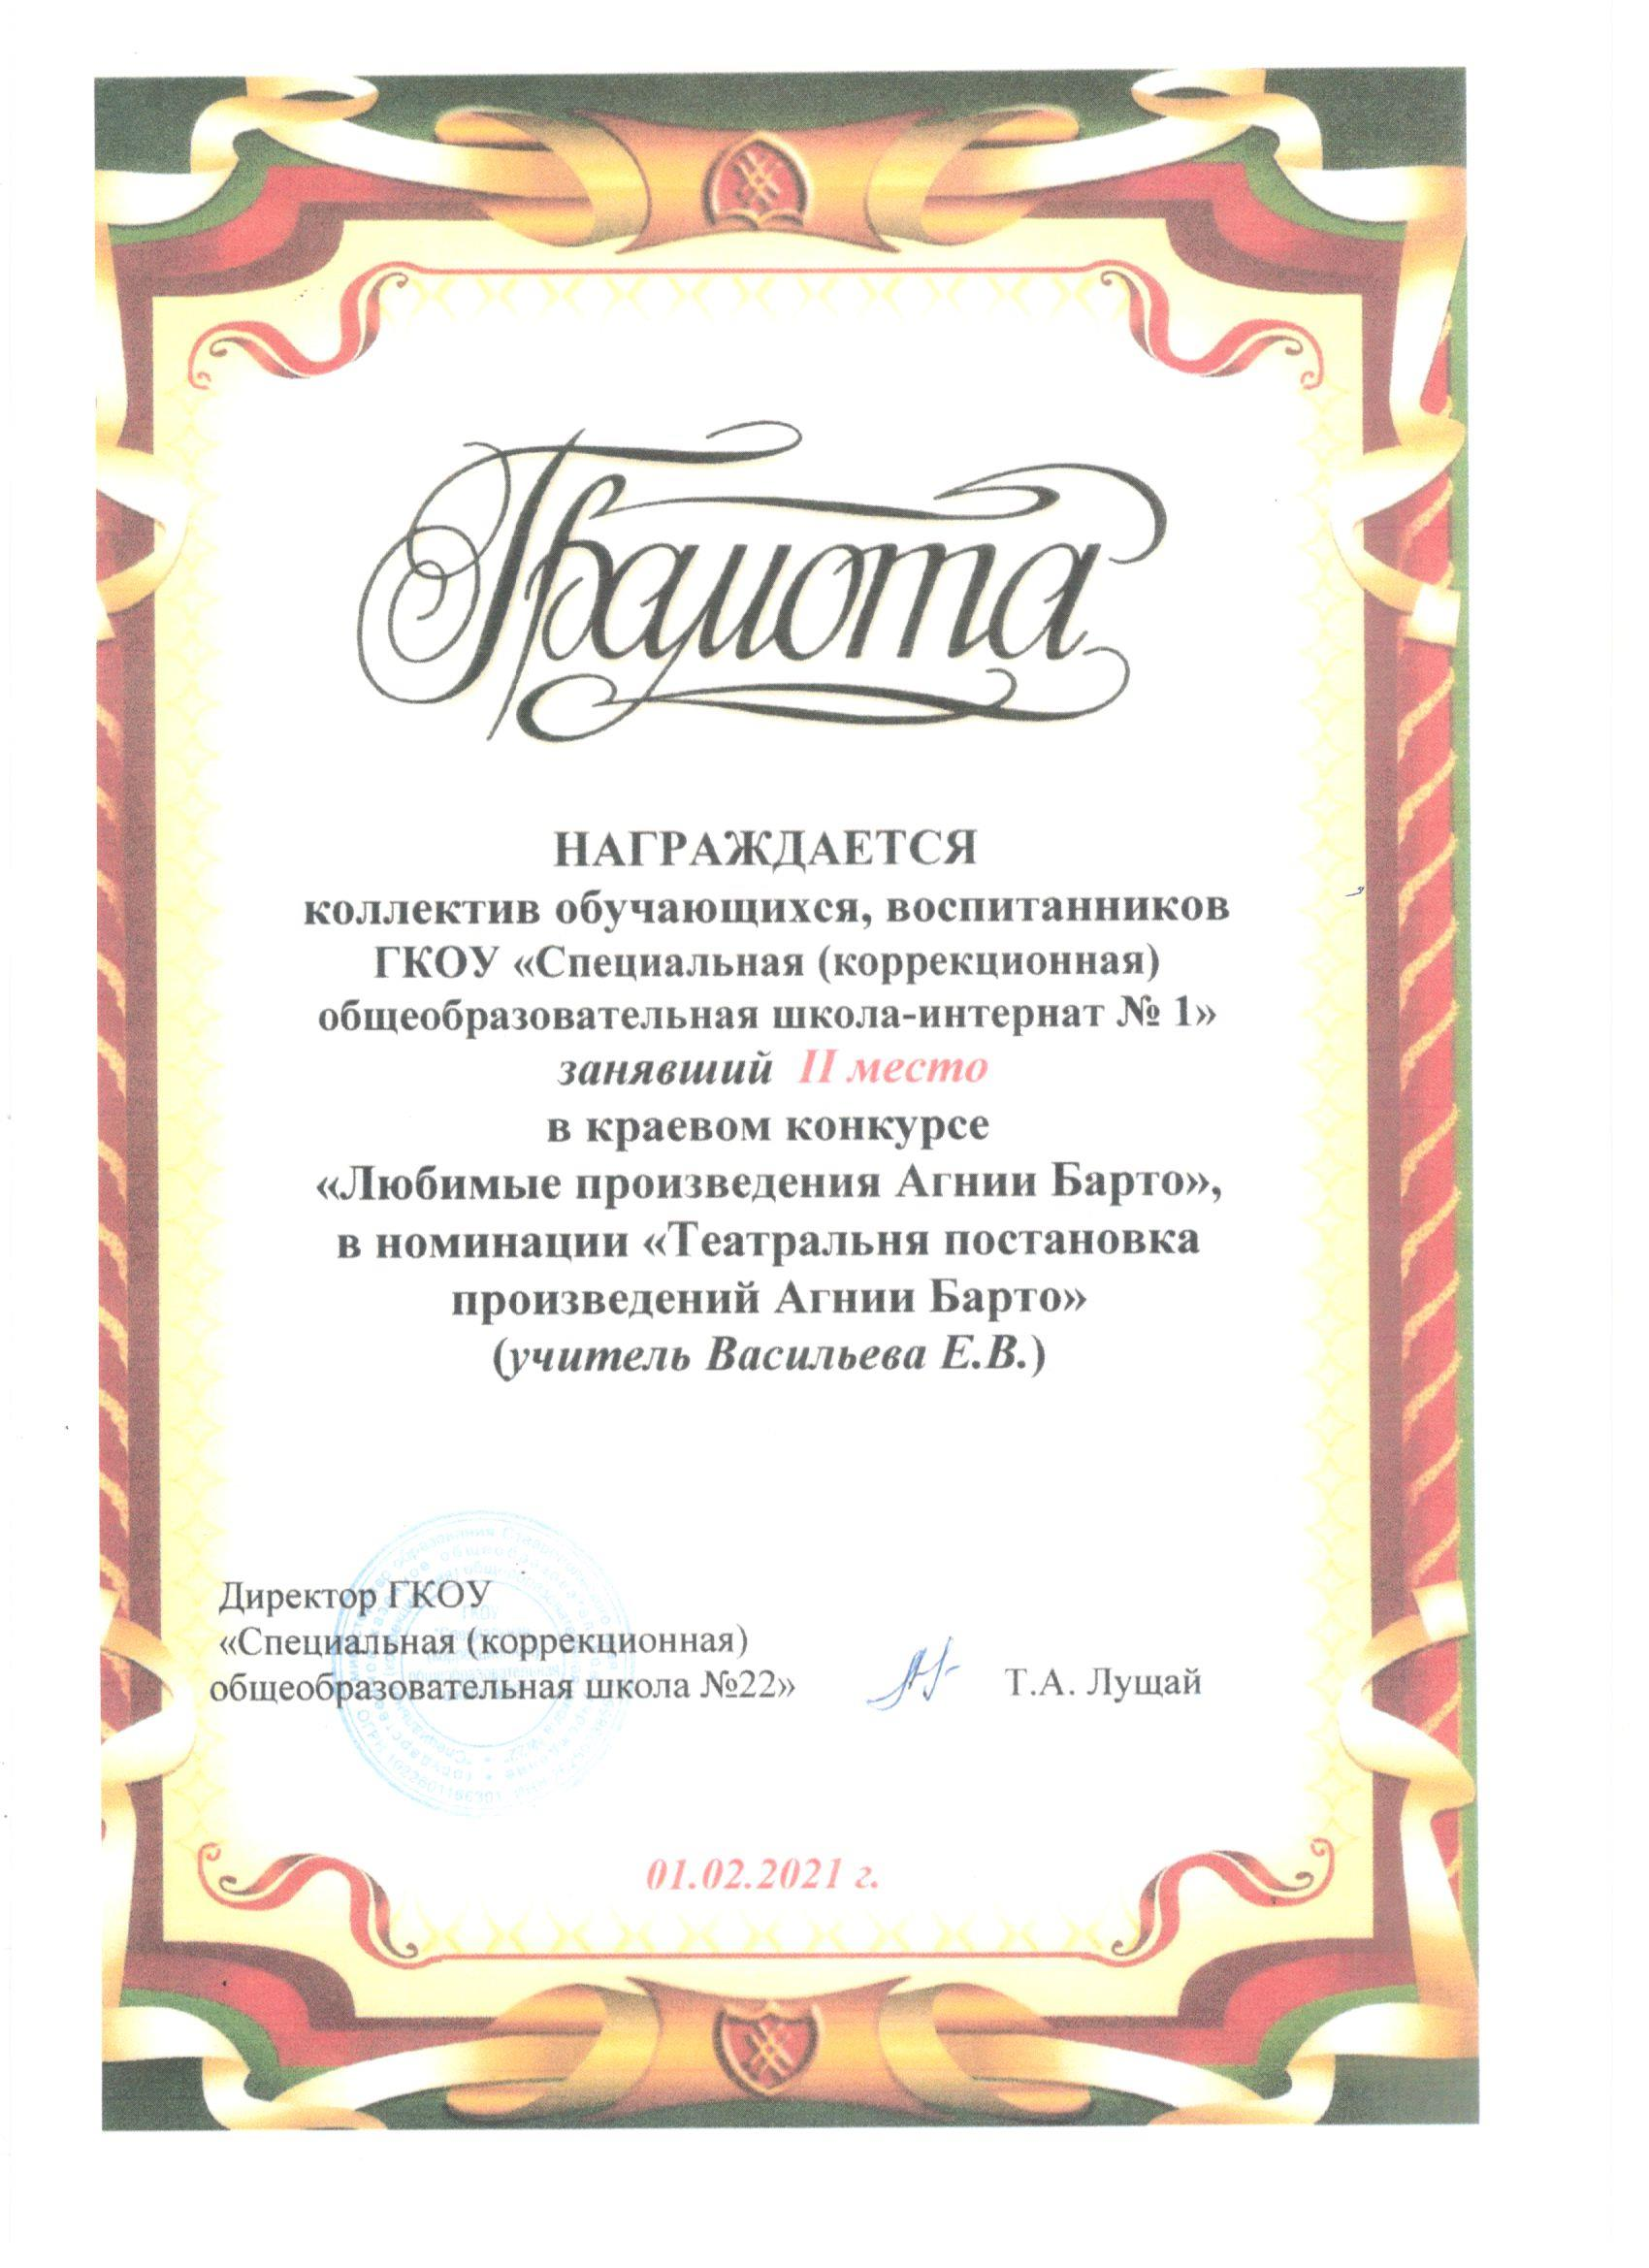 Грамота
НАГРАЖДАЕТСЯ
коллектив обучающихся, воспитанников
ГКОУ «Специальная (коррекционная)
общеобразовательная школа-интернат № 1»
занявший II место
в краевом конкурсе
«Любимые произведения Агнии Барто»,
в номинации «Театральня постановка
произведений Агнии Барто»
(учитель Васильева Е.В.)
Директор ГКОУ
«Специальная (коррекционная)
общеобразовательная школа №22»
Т.А. Лущай
01.02.2021 г.